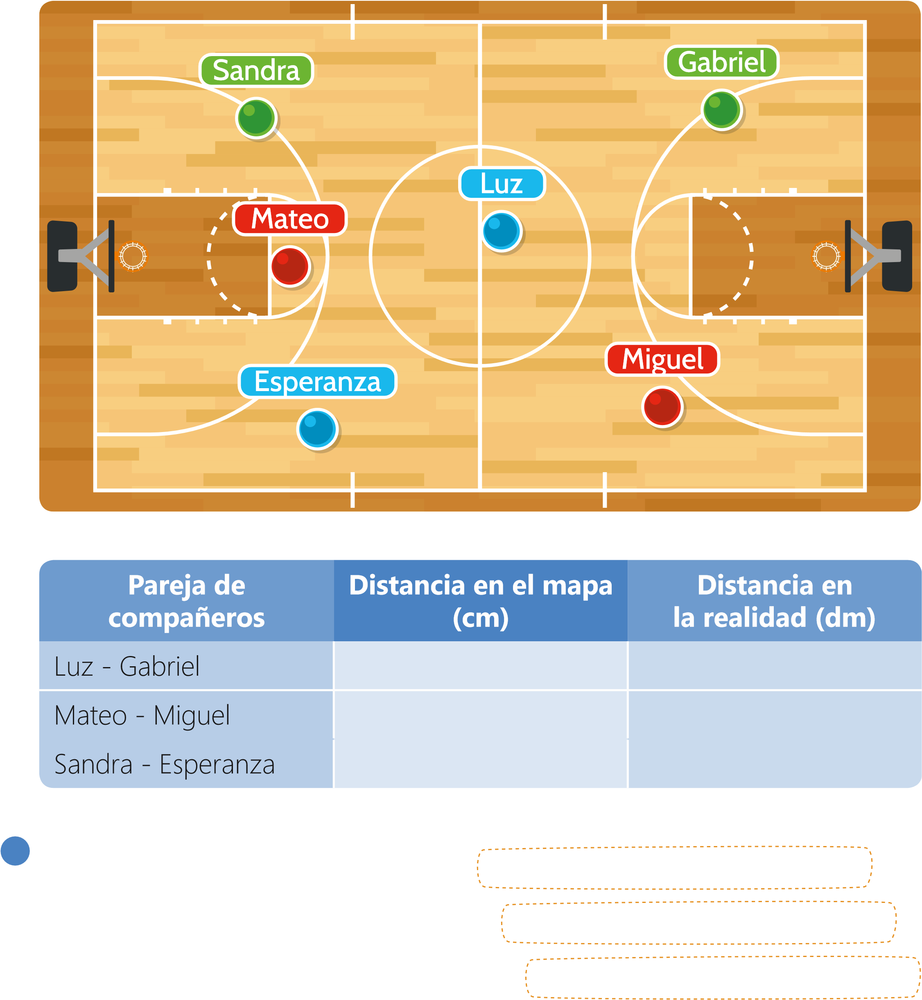 Sandra
Gabriel
Luz
Mateo
Miguel
Esperanza
Pareja de
compañeros
Distancia en el mapa
(cm)
Distancia en
la realidad (dm)
Luz - Gabriel
Mateo - Miguel
Sandra - Esperanza